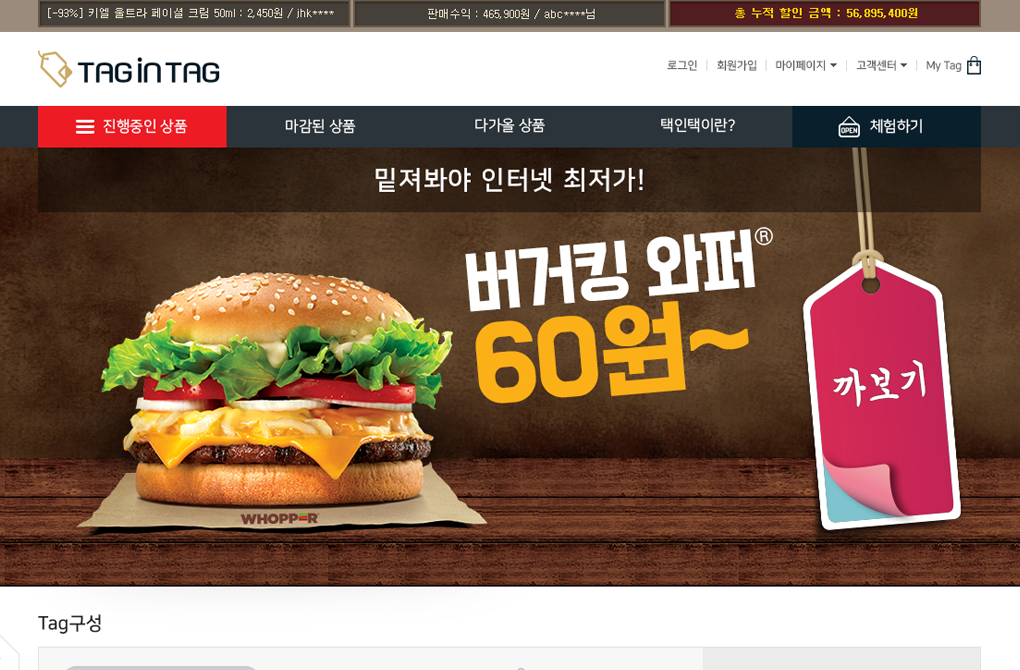 [-93%] 키엘 울트라 페이셜 크림 50ml : 2,450원 / jhk****
판매수익 : 465,900원 / abc****님
총 누적 할인 금액 : 56,895,400원
TAG in TAG
로그인
회원가입
마이페이지
고객센터
My Tag
진행중인 상품
마감된 상품
다가올 상품
택인택이란?
OPEN
체험하기
밑져봐야 인터넷 최저가!
버거킹 와퍼®
60원~
까보기
WHOPPER
Tag구성